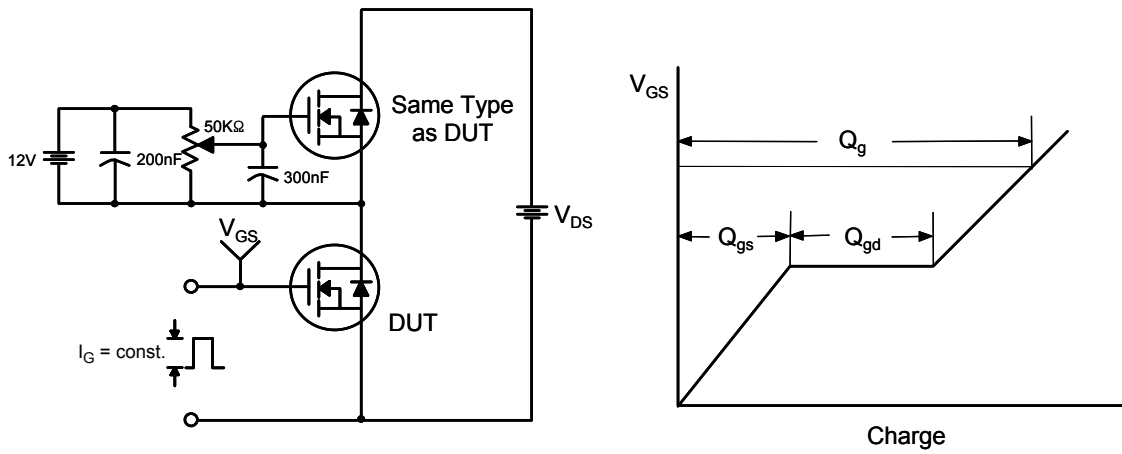 Same Type
as DUT
50KΩ
12V
200nF
300nF
V_GS
V_DS
DUT
I_G = const.
V_GS
Q_g
Q_gs
Q_gd
Charge